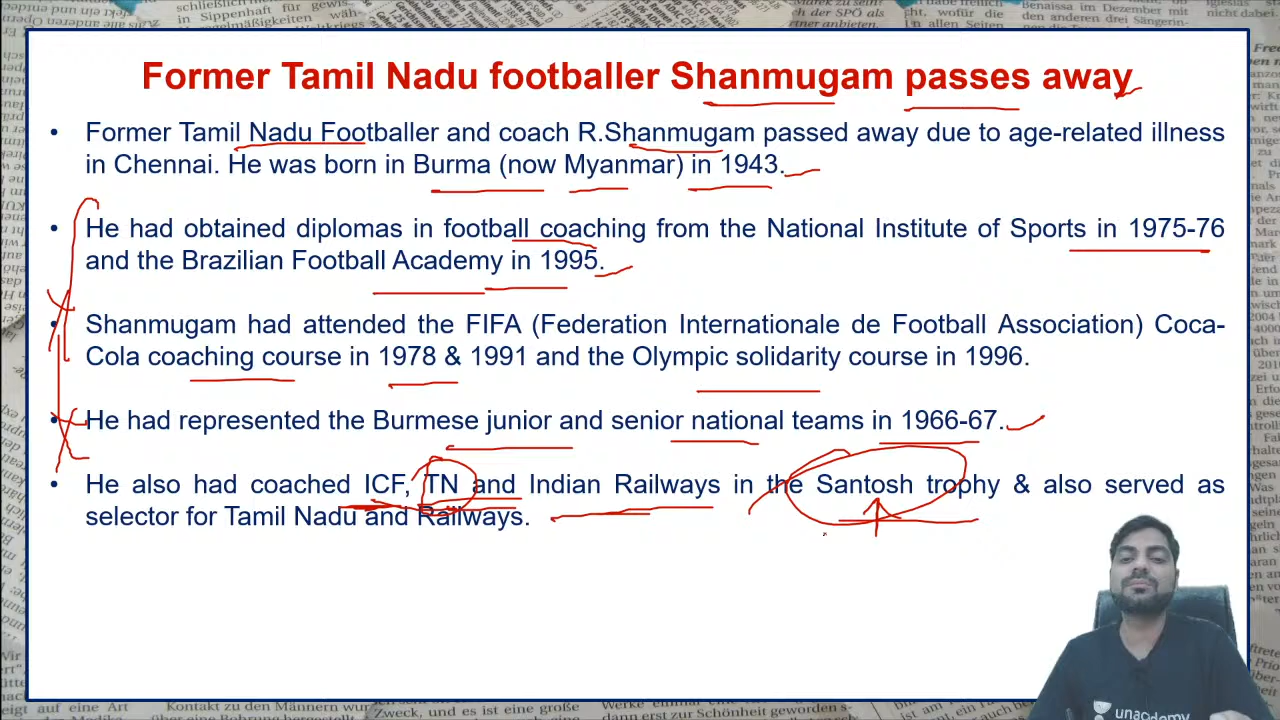 Former Tamil Nadu footballer Shanmugam passes away
• Former Tamil Nadu Footballer and coach R.Shanmugam passed away due to age-related illness
in Chennai. He was born in Burma (now Myanmar) in 1943.
• He had obtained diplomas in football coaching from the National Institute of Sports in 1975-76
and the Brazilian Football Academy in 1995.
• Shanmugam had attended the FIFA (Federation Internationale de Football Association) Coca-
Cola coaching course in 1978 & 1991 and the Olympic solidarity course in 1996.
• He had represented the Burmese junior and senior national teams in 1966-67.
• He also had coached ICF, TN and Indian Railways in the Santosh trophy & also served as
selector for Tamil Nadu and Railways.
unacademy